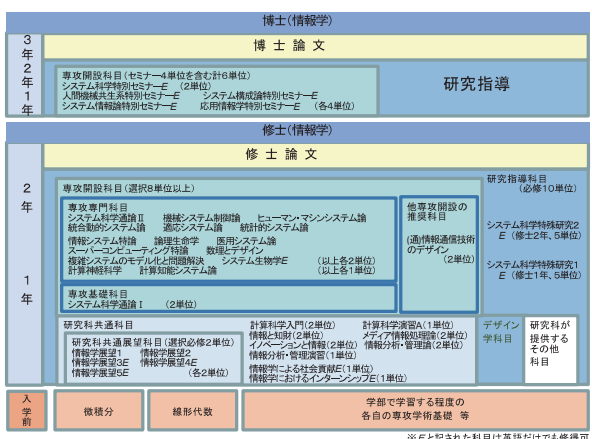 博士（情報学）
3年
2年
1年
博士論文
専攻開設科目（セミナー4単位を含む計6単位）
システム科学特別セミナーE （2単位）
人間機械共生系特別セミナーE システム構成論特別セミナーE
システム情報論特別セミナーE 応用情報学特別セミナーE （各4単位）
研究指導
修士（情報学）
2年
1年
修士論文
専攻開設科目（選択8単位以上）
専攻専門科目
システム科学通論Ⅱ 機械システム制御論 ヒューマン・マシンシステム論
統合動的システム論 適応システム論 統計的システム論
情報システム特論 論理生命学 医用システム論
スーパーコンピューティング特論 数理とデザイン
複雑システムのモデル化と問題解決 システム生物学E （以上各2単位）
計算神経科学 計算知能システム論 （以上各1単位）
専攻基礎科目
システム科学通論Ⅰ （2単位）
他専攻開設の
推奨科目
（通）情報通信技術
のデザイン
（2単位）
研究指導科目
（必修10単位）
システム科学特殊研究2
E（修士2年、5単位）
システム科学特殊研究1
E（修士1年、5単位）
研究科共通科目
研究科共通展望科目（選択必修2単位）
情報学展望1 情報学展望2
情報学展望3E 情報学展望4E
情報学展望5E （各2単位）
計算科学入門（2単位） 計算科学演習A（1単位）
情報と知財（2単位） メディア情報処理論（2単位）
イノベーションと情報（2単位） 情報分析・管理論（2単位）
情報分析・管理演習（1単位）
情報学による社会貢献E（1単位）
情報学におけるインターンシップE（1単位）
デザイン
学科目
研究科が
提供する
その他
科目
入学前
微積分
線形代数
学部で学習する程度の
各自の専攻学術基礎 等
※Eと記された科目は英語だけでも修得可